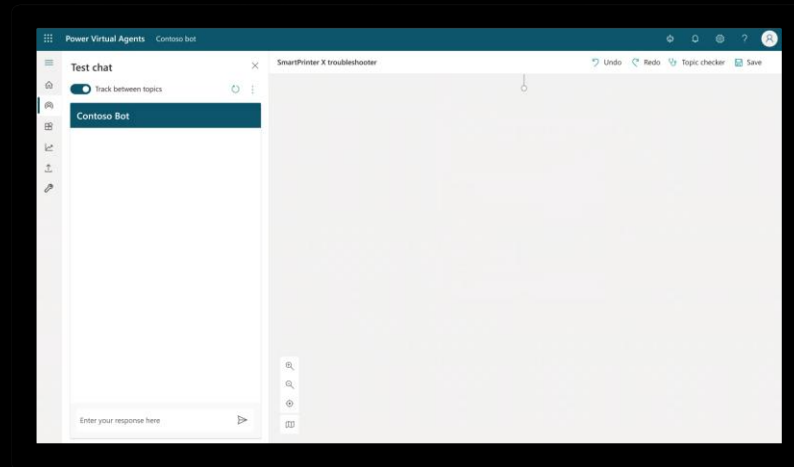 Power Virtual Agents Contoso bot
?
Test chat
Track between topics
Contoso Bot
Enter your response here
SmartPrinter X troubleshooter
Undo Redo Topic checker Save